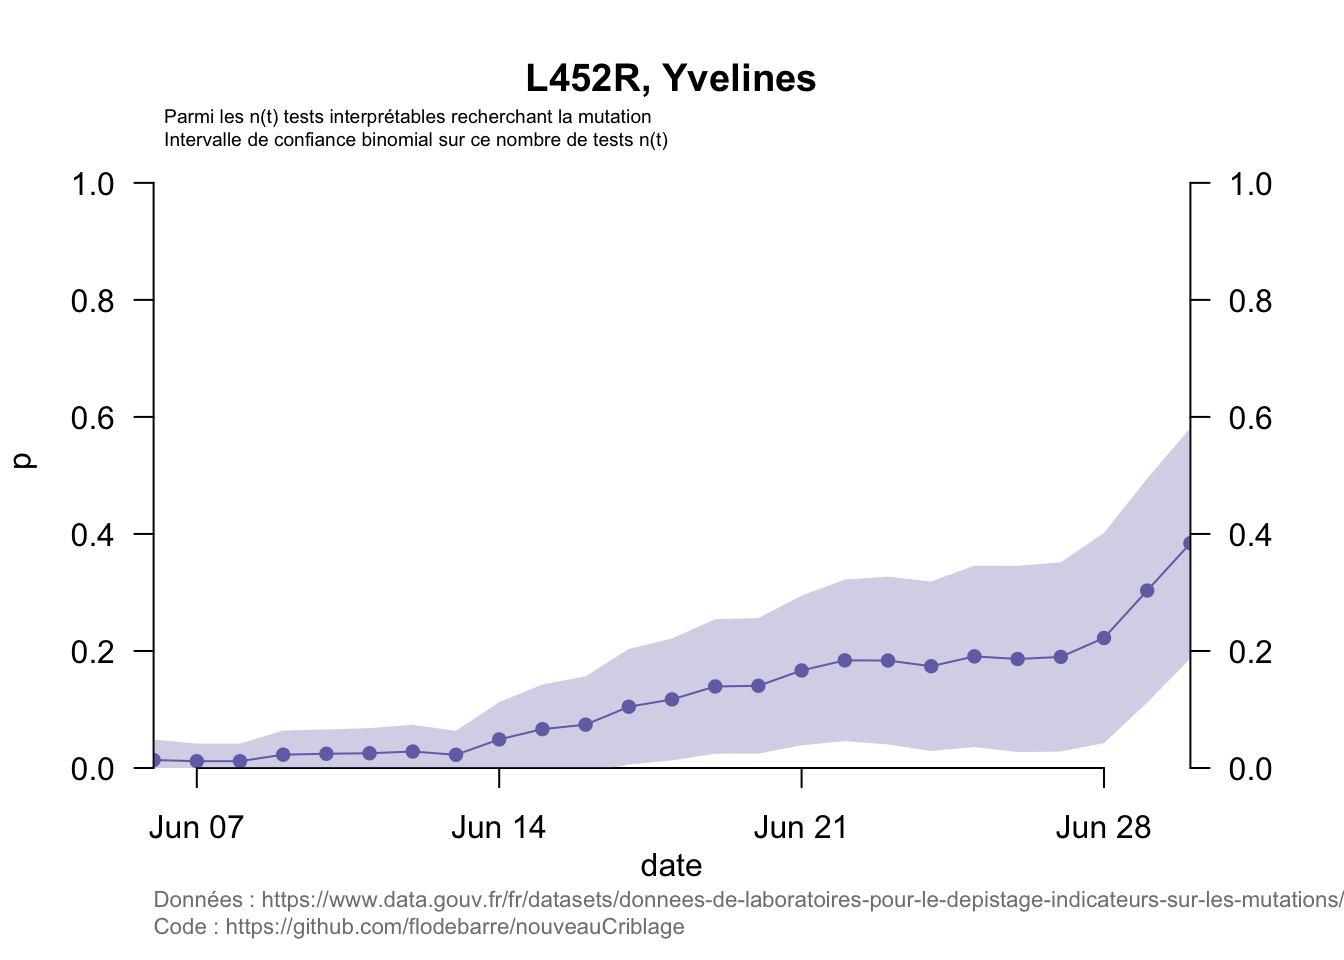 L452R, Yvelines
Parmi les n(t) tests interprétables recherchant la mutation
Intervalle de confiance binomial sur ce nombre de tests n(t)
1.0
0.8
0.6
0.4
0.2
0.0
p
1.0
0.8
0.6
0.4
0.2
0.0
Jun 07 Jun 14 Jun 21 Jun 28
date
Données : https://www.data.gouv.fr/fr/datasets/donnees-de-laboratoires-pour-le-depistage-indicateurs-sur-les-mutations/
Code : https://github.com/flodebarre/nouveauCriblage